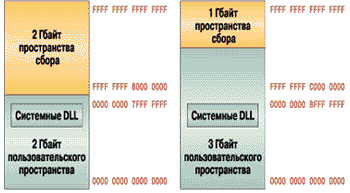 FFFF FFFF FFFF FFFF
2 Гбайт
пространства
сбора
FFFF FFFF 8000 0000
0000 0000 7FFF FFFF
Системные DLL
2 Гбайт
пользовательского
пространства
0000 0000 0000 0000
FFFF FFFF FFFF FFFF
1 Гбайт
пространства
сбора
FFFF FFFF C000 0000
0000 0000 BFFF FFFF
Системные DLL
3 Гбайт
пользовательского
пространства
0000 0000 0000 0000